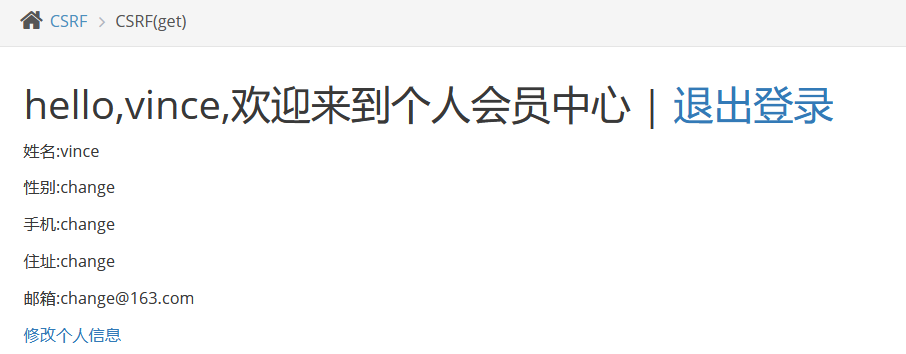 CSRF > CSRF(get)
hello,vince,欢迎来到个人会员中心 | 退出登录
姓名:vince
性别:change
手机:change
住址:change
邮箱:change@163.com
修改个人信息